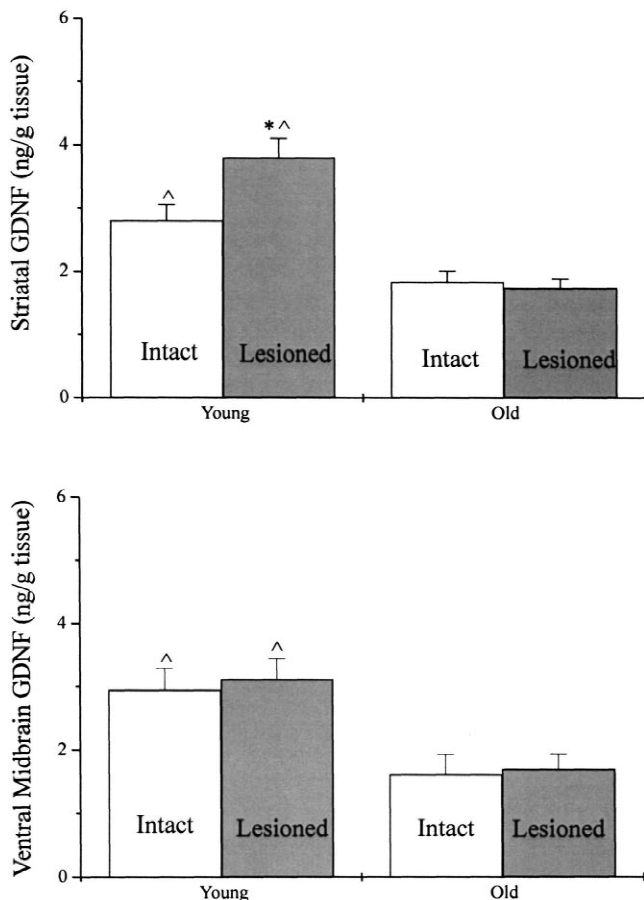 Striatal GDNF (ng/g tissue)
6
4
2
0
^
*^
Intact
Lesioned
Intact
Lesioned
Young
Old
Ventral Midbrain GDNF (ng/g tissue)
6
4
2
0
^
^
Intact
Lesioned
Intact
Lesioned
Young
Old